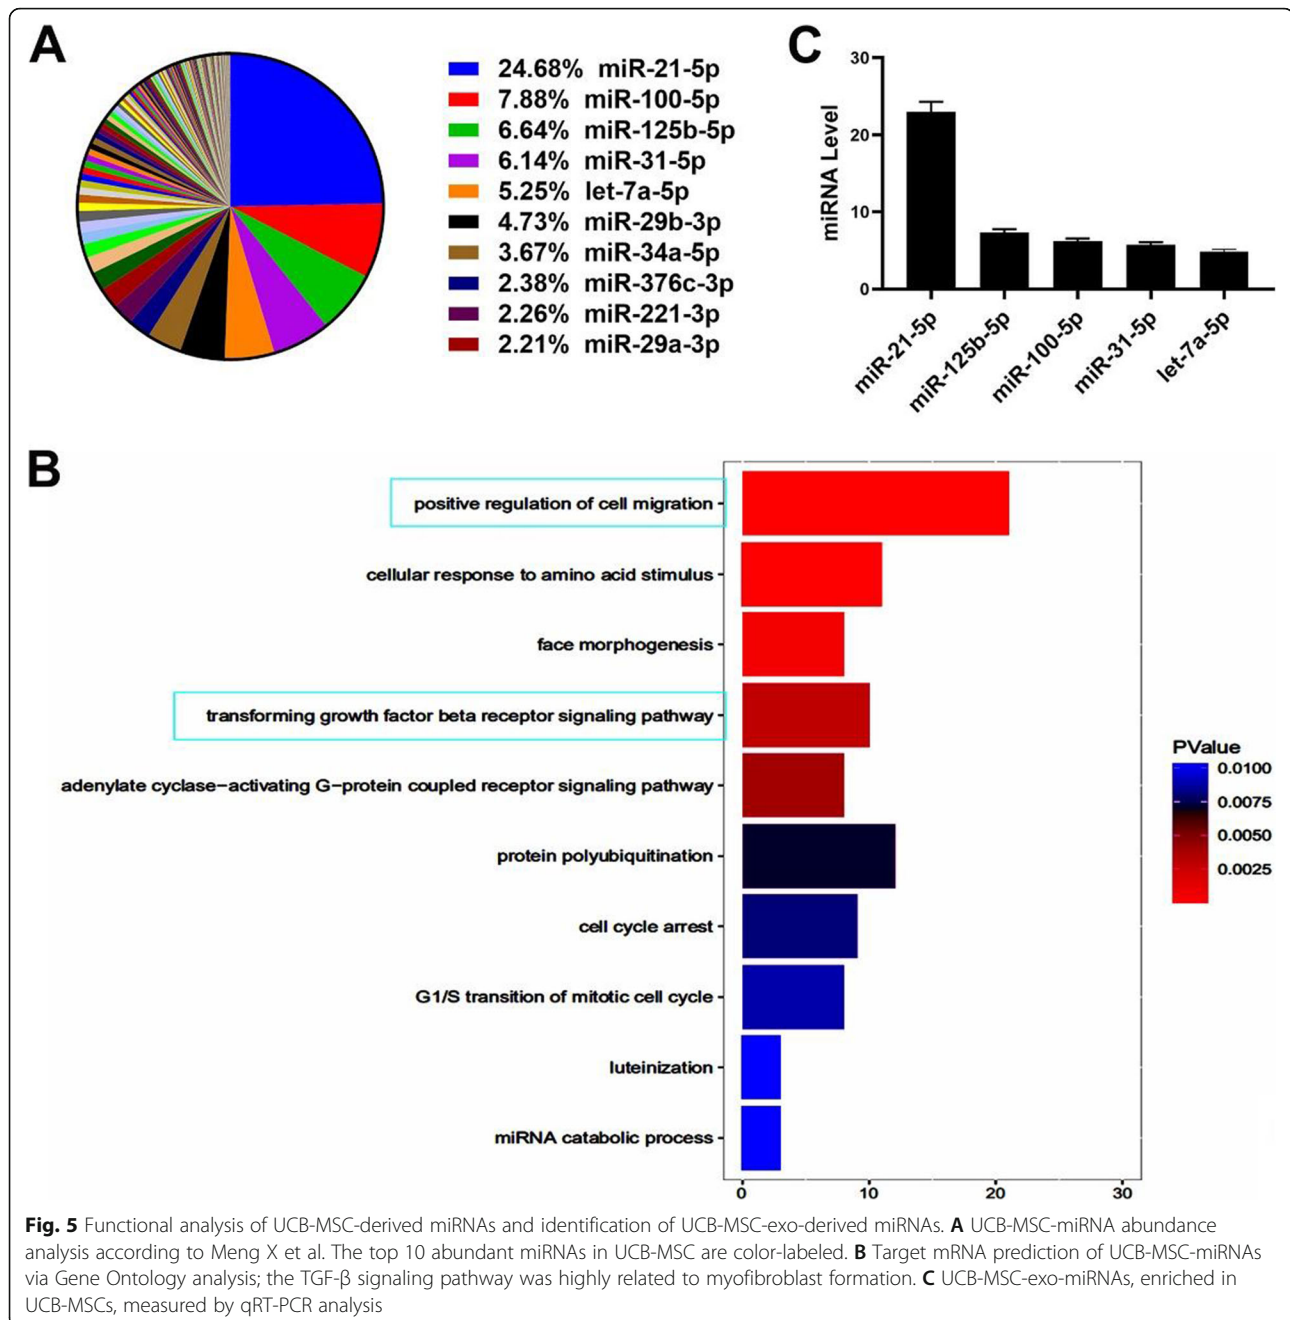 A
24.68% miR-21-5p
7.88% miR-100-5p
6.64% miR-125b-5p
6.14% miR-31-5p
5.25% let-7a-5p
4.73% miR-29b-3p
3.67% miR-34a-5p
2.38% miR-376c-3p
2.26% miR-221-3p
2.21% miR-29a-3p
C
miRNA Level
30
20
10
0
miR-21-5p
miR-125b-5p
miR-100-5p
miR-31-5p
let-7a-5p
B
positive regulation of cell migration
cellular response to amino acid stimulus
face morphogenesis
transforming growth factor beta receptor signaling pathway
adenylate cyclase−activating G−protein coupled receptor signaling pathway
protein polyubiquitination
cell cycle arrest
G1/S transition of mitotic cell cycle
luteinization
miRNA catabolic process
0 10 20 30
PValue
0.0100
0.0075
0.0050
0.0025
Fig. 5 Functional analysis of UCB-MSC-derived miRNAs and identification of UCB-MSC-exo-derived miRNAs. A UCB-MSC-miRNA abundance
analysis according to Meng X et al. The top 10 abundant miRNAs in UCB-MSC are color-labeled. B Target mRNA prediction of UCB-MSC-miRNAs
via Gene Ontology analysis; the TGF-β signaling pathway was highly related to myofibroblast formation. C UCB-MSC-exo-miRNAs, enriched in
UCB-MSCs, measured by qRT-PCR analysis